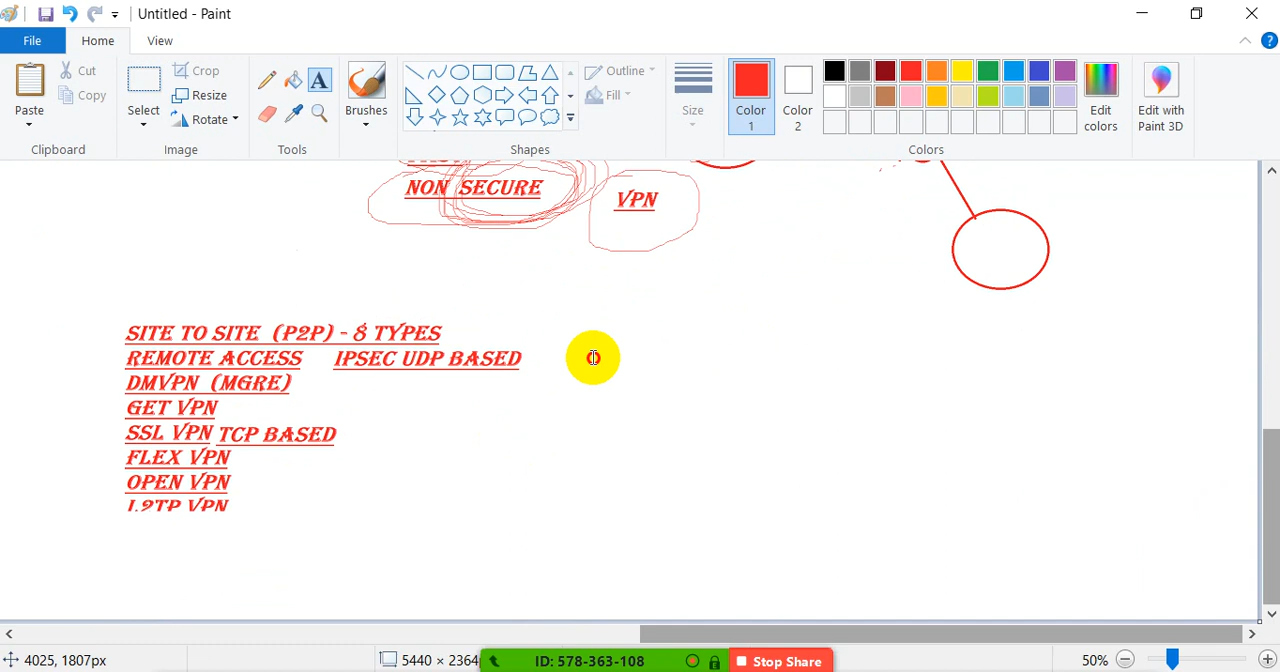 Untitled - Paint
File Home View
Paste
Cut
Copy
Clipboard
Select
Crop
Resize
Rotate
Image
A
Tools
Brushes
Shapes
Outline
Fill
Size
Color 1
Color 2
Edit colors
Edit with Paint 3D
Colors
NON SECURE
VPN
SITE TO SITE (P2P) - 8 TYPES
REMOTE ACCESS IPSEC UDP BASED
DMVPN (MGRE)
GET VPN
SSL VPN TCP BASED
FLEX VPN
OPEN VPN
L2TP VPN
4025, 1807px
5440 × 2364
ID: 578-363-108
Stop Share
50%